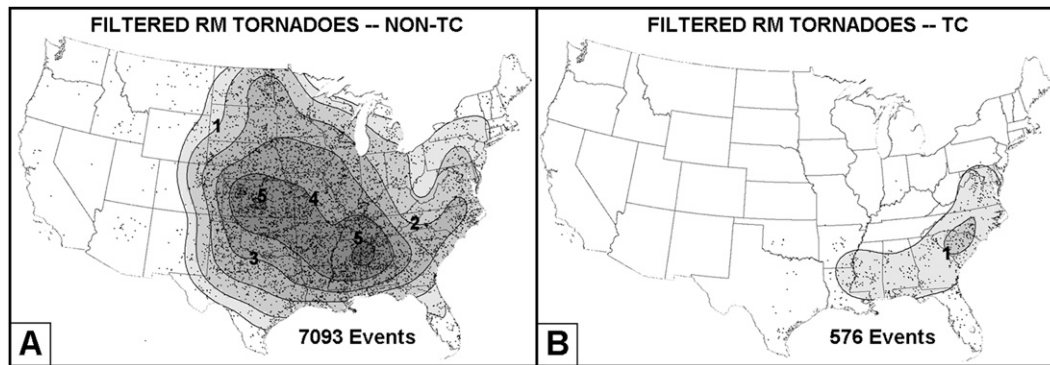 FILTERED RM TORNADOES -- NON-TC
1
5
4
5
2
3
A
7093 Events
FILTERED RM TORNADOES -- TC
1
B
576 Events